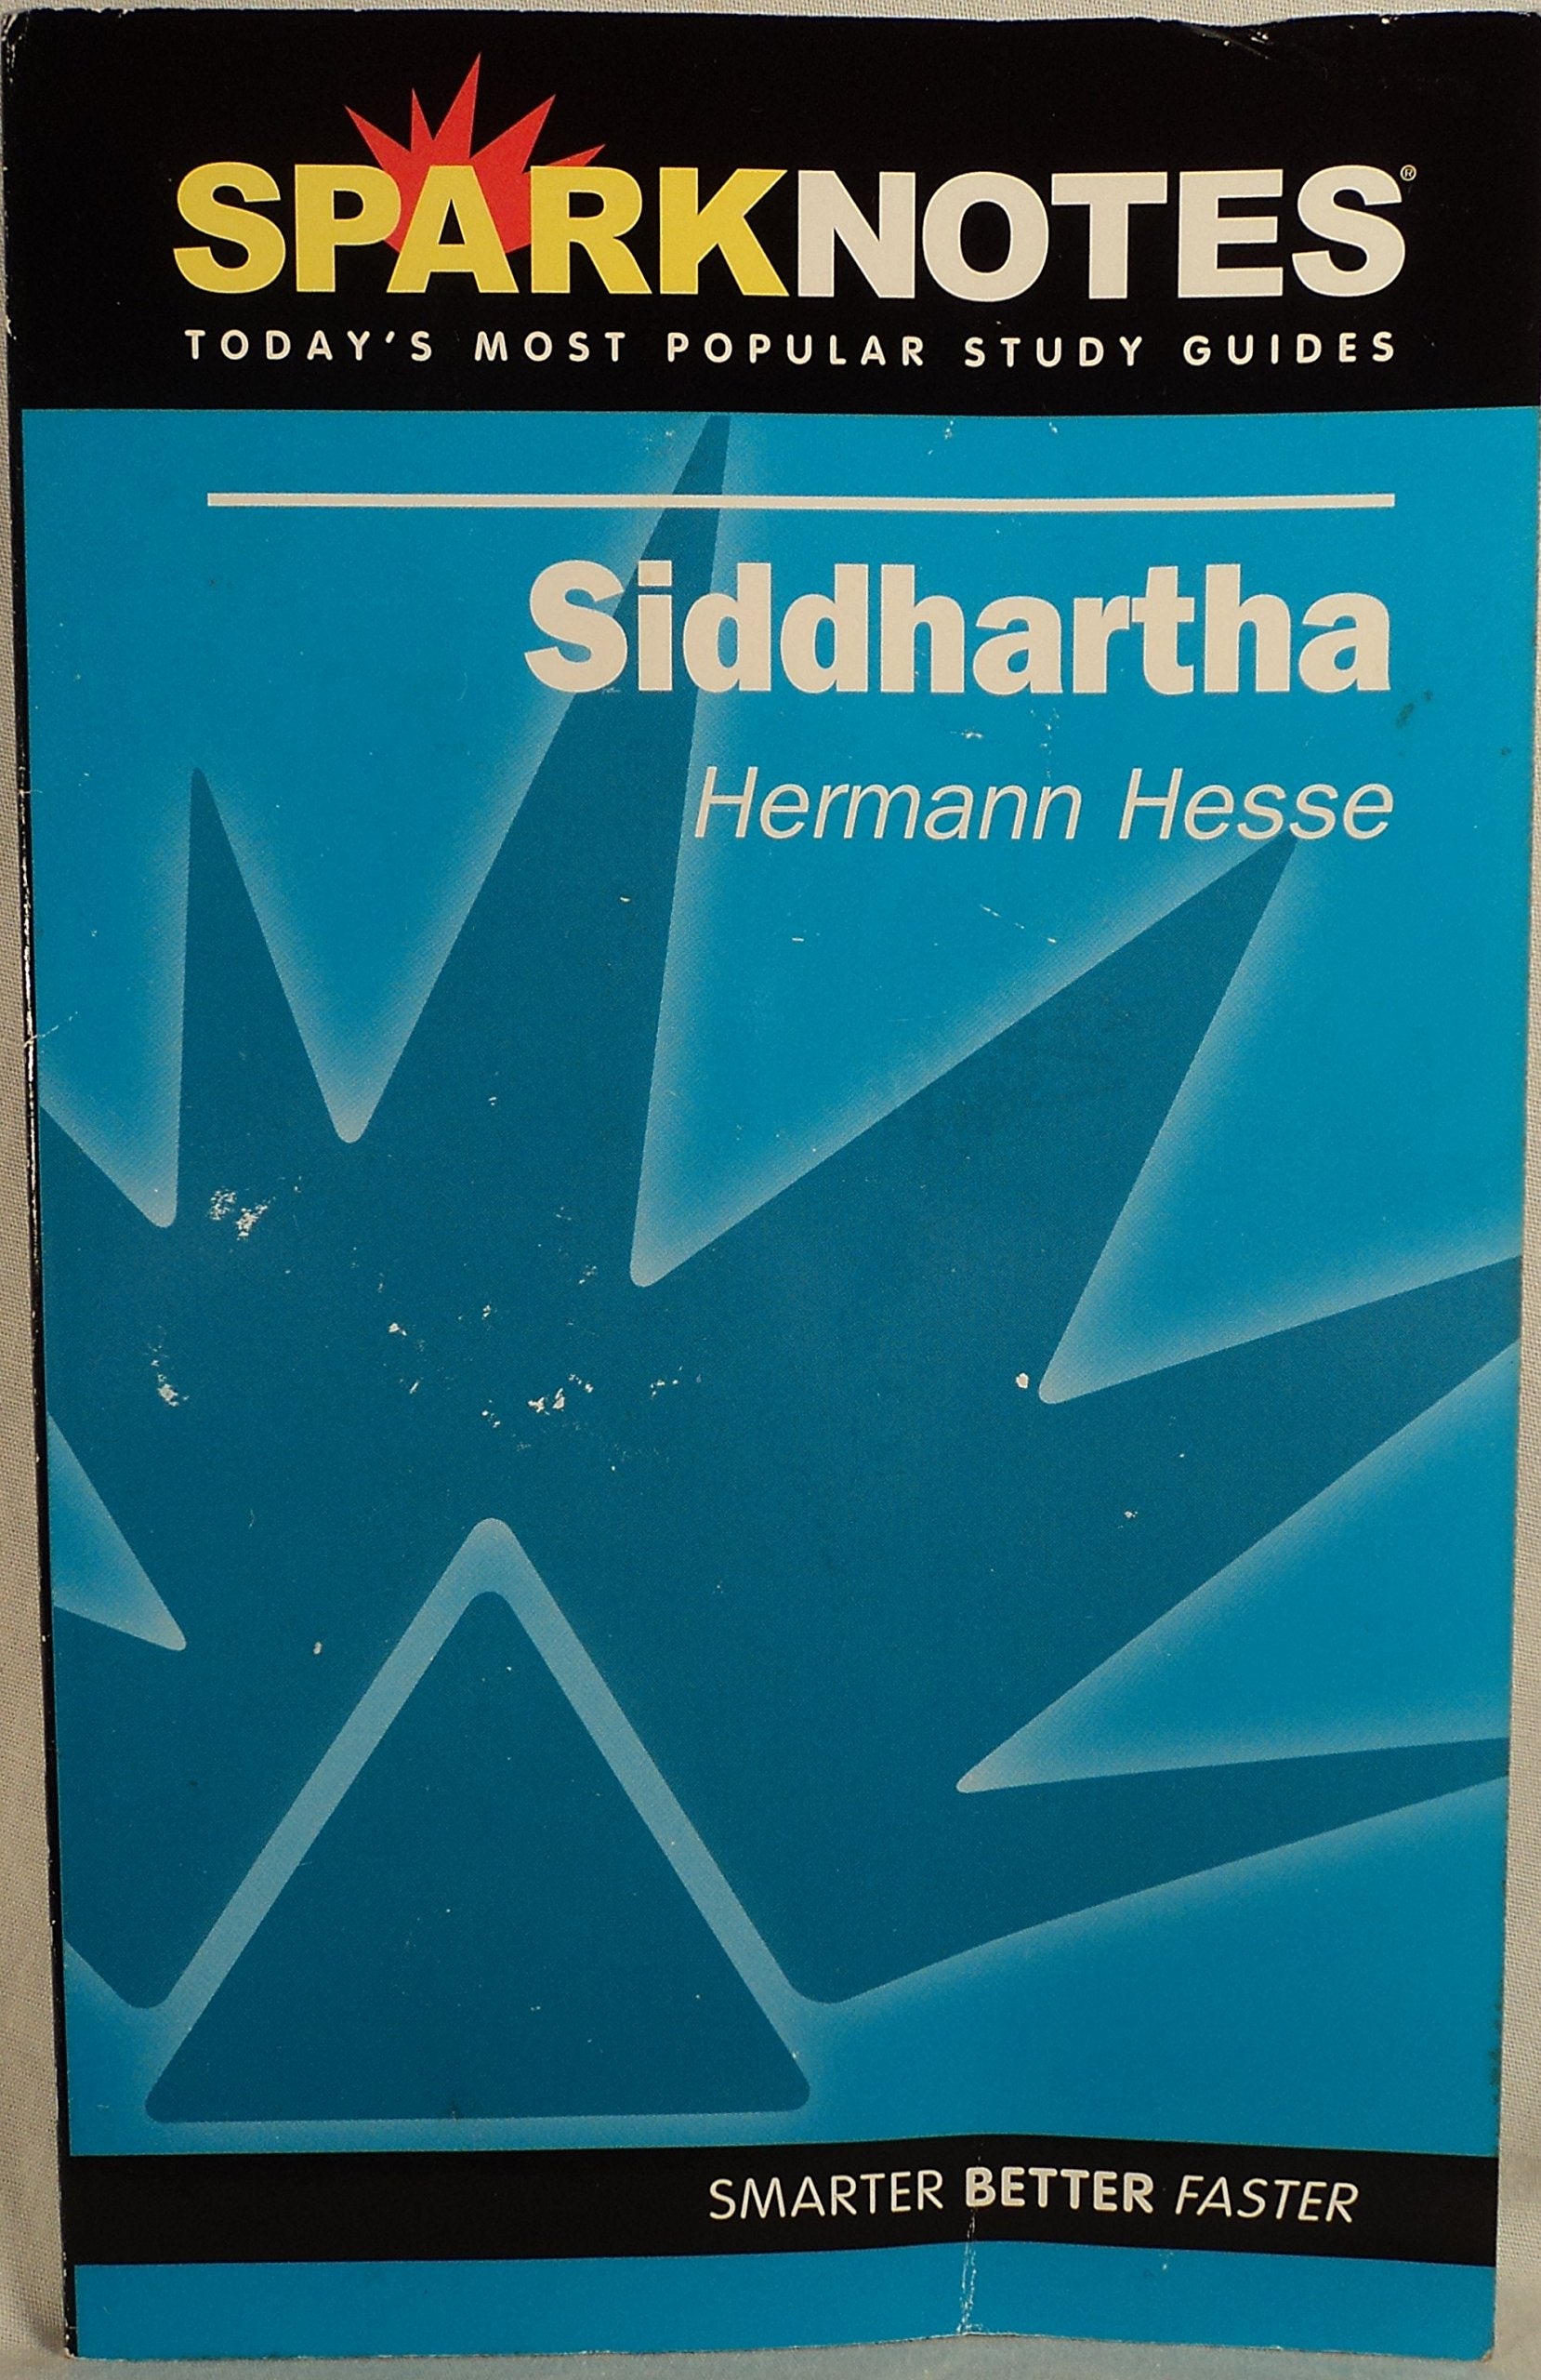 SPARKNOTES®
TODAY'S MOST POPULAR STUDY GUIDES
Siddhartha
Hermann Hesse
SMARTER BETTER FASTER